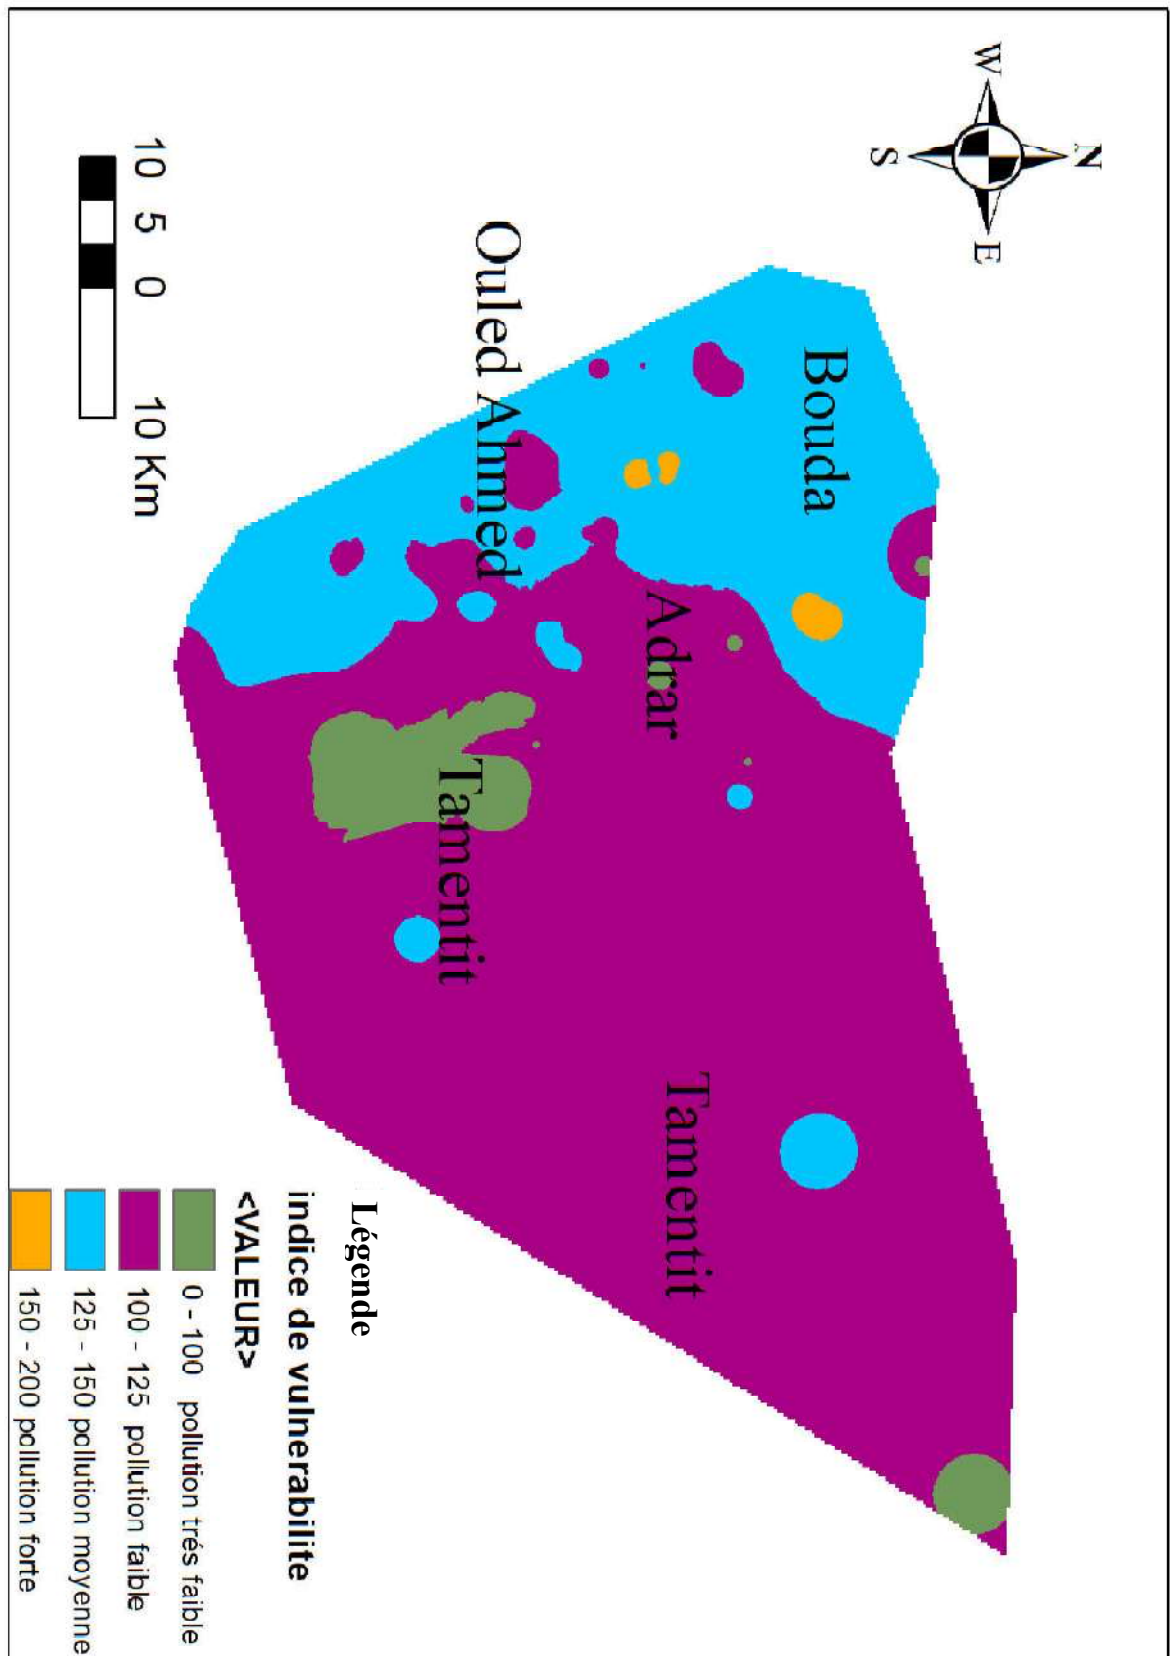 N
W
E
S
Bouda
Adrar
Tamentit
Ouled Ahmed
Tamentit
Légende
indice de vulnerabilite
<VALEUR>
0 - 100 pollution trés faible
100 - 125 pollution faible
125 - 150 pollution moyenne
150 - 200 pollution forte
10 5 0 10 Km